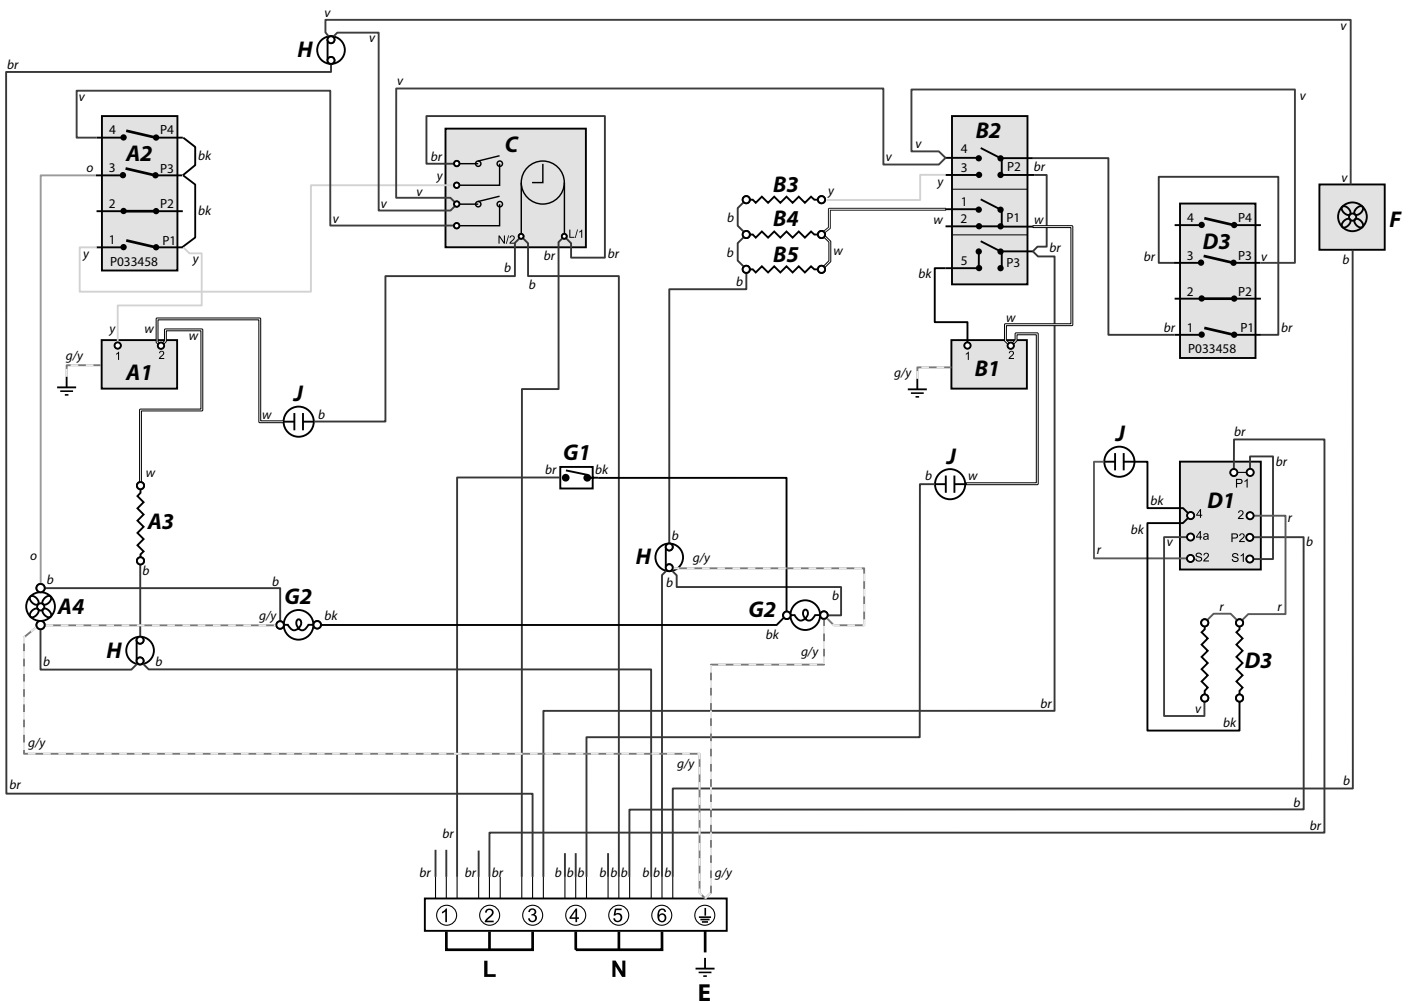 v
v
H
v
br
v
v
v
4 P4
A2
bk
o
3 P3
bk
2 P2
1 P1
y
P033458
y
C
br
y
v
v
N/2
L/1
br
br
b
b
B2
v
4
P2
br
3
y
1
w
2
P1
w
P3
br
5
bk
B3
y
b
B4
b
w
B5
b
v
v
F
b
4 P4
D3
br
3 P3
v
2 P2
br
1 P1
br
P033458
y
w
w
g/y
1
2
A1
J
w
b
w
1
2
B1
g/y
G1
br
bk
J
b
w
J
br
br
P1
D1
bk
4
2
r
bk
4a
v
P2
b
r
S2
S1
w
A3
b
o
b
A4
b
G2
g/y
bk
H
b
b
b
H
g/y
b
b
G2
bk
g/y
r
r
D3
v
bk
br
g/y
g/y
br
b
b
br
br
br
br
br
b
b
b
b
b
b
b
b
b
g/y
1
2
3
4
5
6
L
N
E